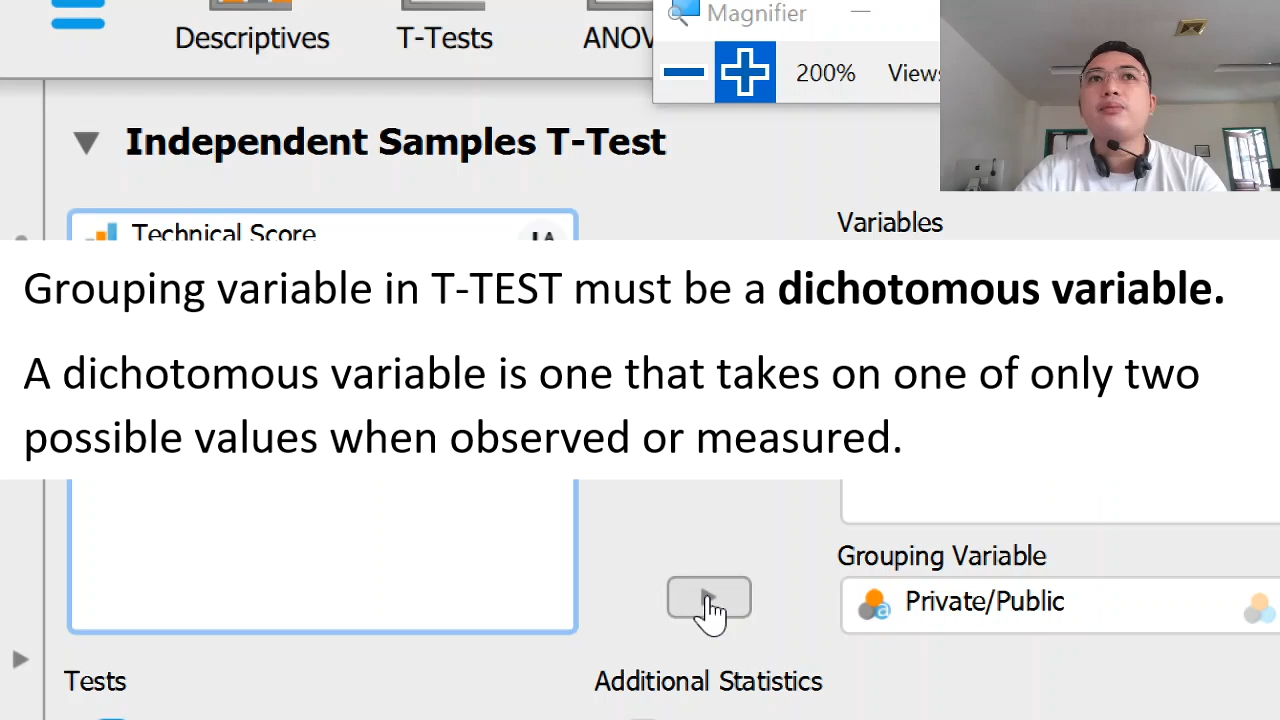 Descriptives
T-Tests
ANOV
Magnifier
200%
Views
Independent Samples T-Test
Technical Score
Variables
Grouping variable in T-TEST must be a dichotomous variable.
A dichotomous variable is one that takes on one of only two
possible values when observed or measured.
Grouping Variable
Private/Public
Tests
Additional Statistics